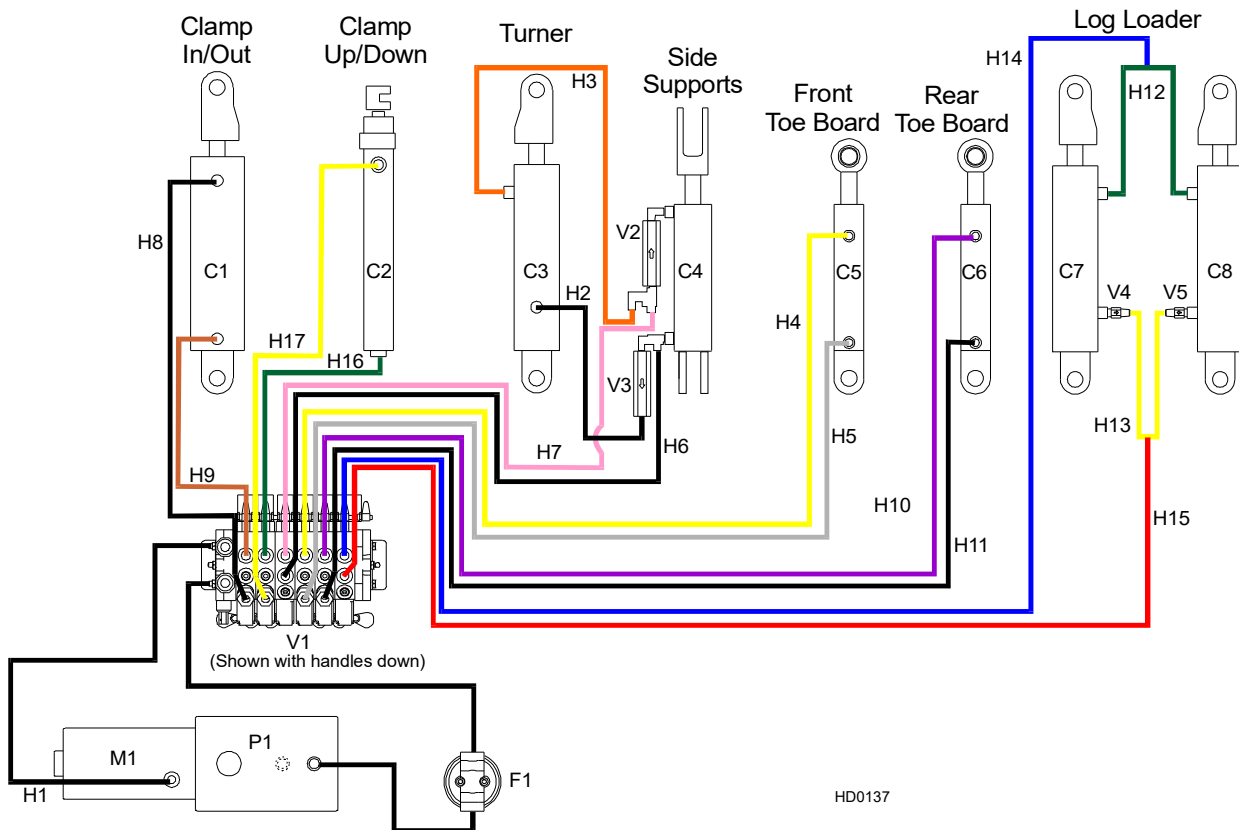 Clamp
In/Out
Clamp
Up/Down
Turner
Side
Supports
Front
Toe Board
Rear
Toe Board
Log Loader
H14
H3
H12
H8
V2
C1
C2
C3
C4
C5
C6
C7
C8
H2
V4
V5
H4
H17
H16
V3
H13
H5
H6
H7
H9
H10
H15
H11
V1
(Shown with handles down)
P1
M1
F1
H1
HD0137